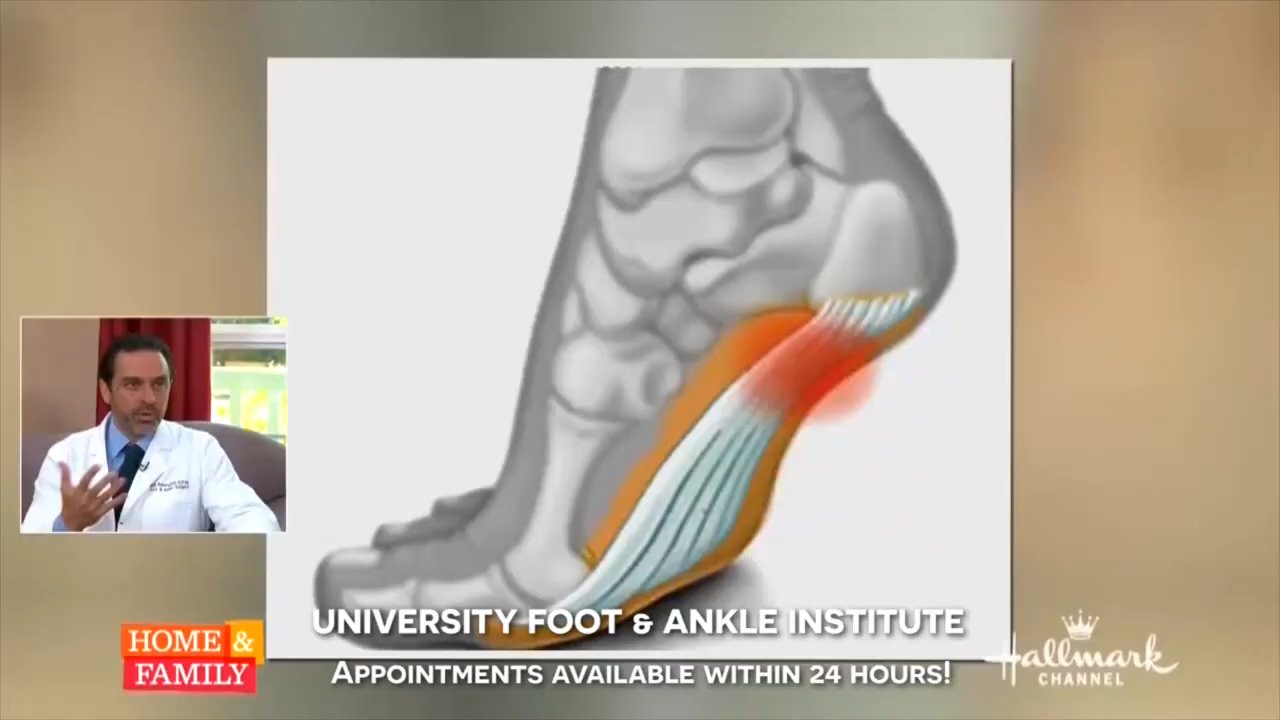 UNIVERSITY FOOT & ANKLE INSTITUTE
APPOINTMENTS AVAILABLE WITHIN 24 HOURS!
HOME &
FAMILY
Hallmark
CHANNEL